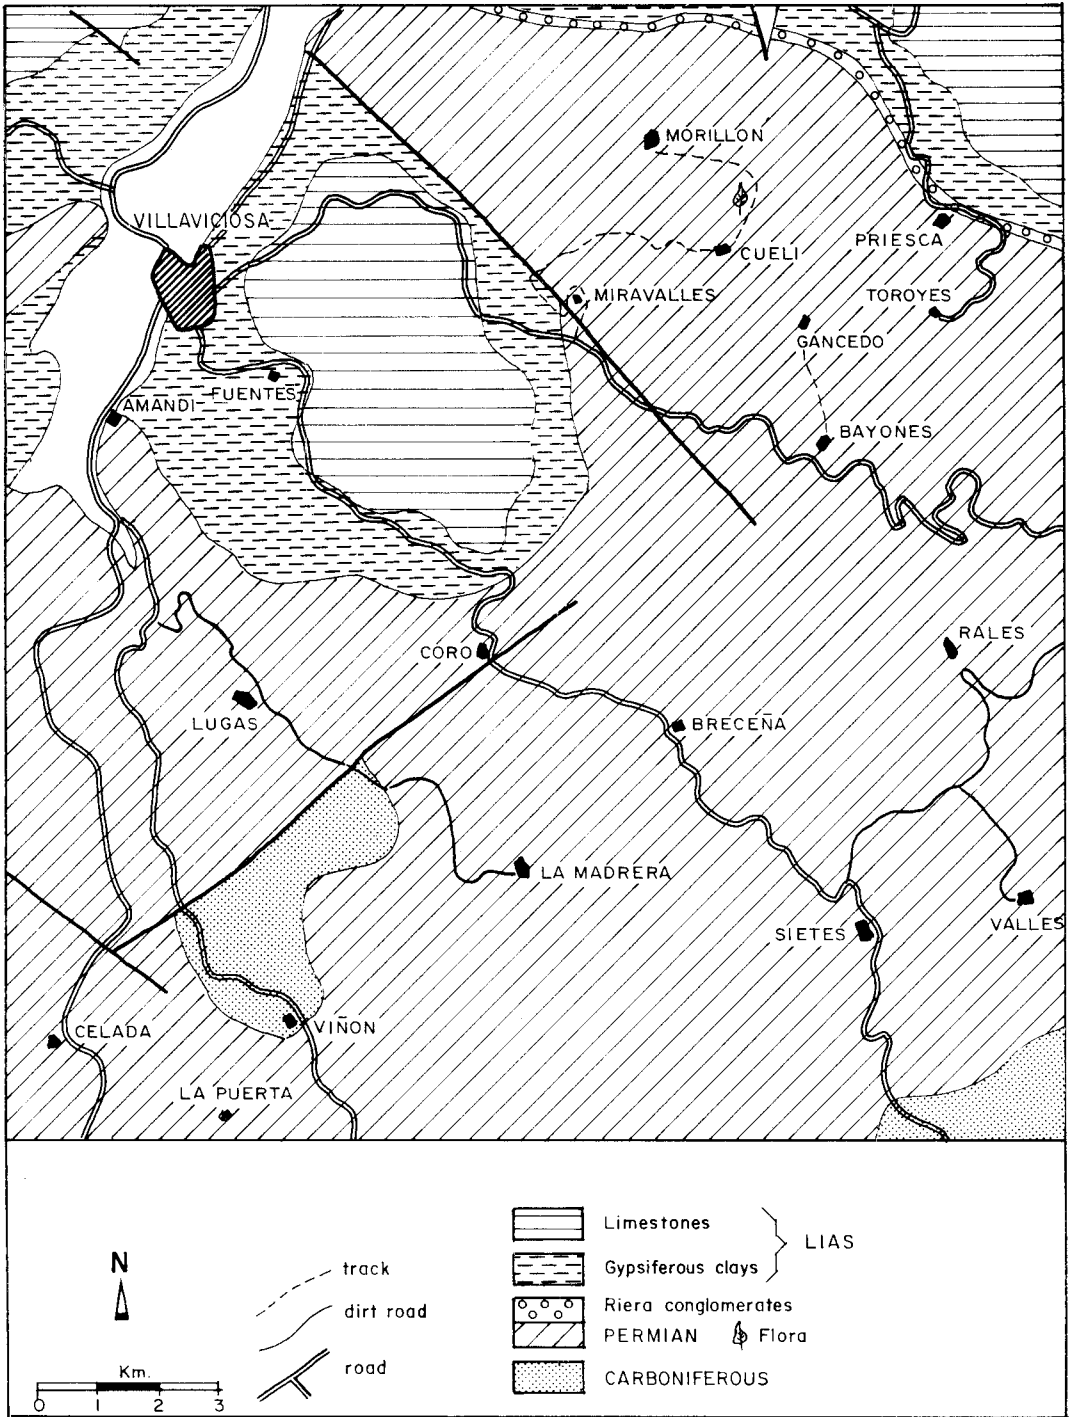 MORILLON
VILLAVICIOSA
PRIESCA
CUELI
MIRAVALLES
TOROYES
GANCEDO
FUENTES
AMANDI
BAYONES
RALES
CORO
LUGAS
BRECEÑA
LA MADRERA
VALLES
SIETES
VIÑON
CELADA
LA PUERTA
Limestones
LIAS
Gypsiferous clays
N
track
Riera conglomerates
dirt road
PERMIAN Flora
road
CARBONIFEROUS
Km.
0 1 2 3